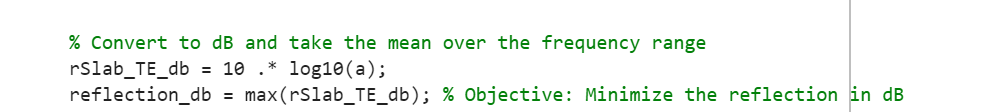 % Convert to dB and take the mean over the frequency range
rSlab_TE_db = 10 .* log10(a);
reflection_db = max(rSlab_TE_db); % Objective: Minimize the reflection in dB